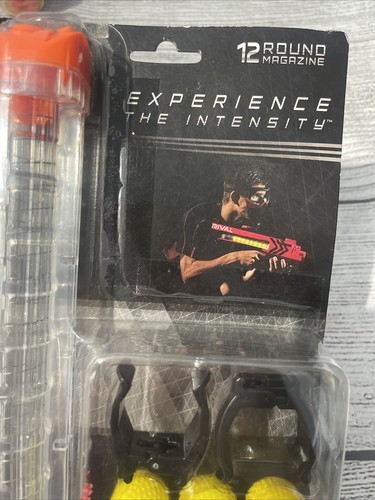 12 ROUND
MAGAZINE
EXPERIENCE
THE INTENSITY™
RIVAL